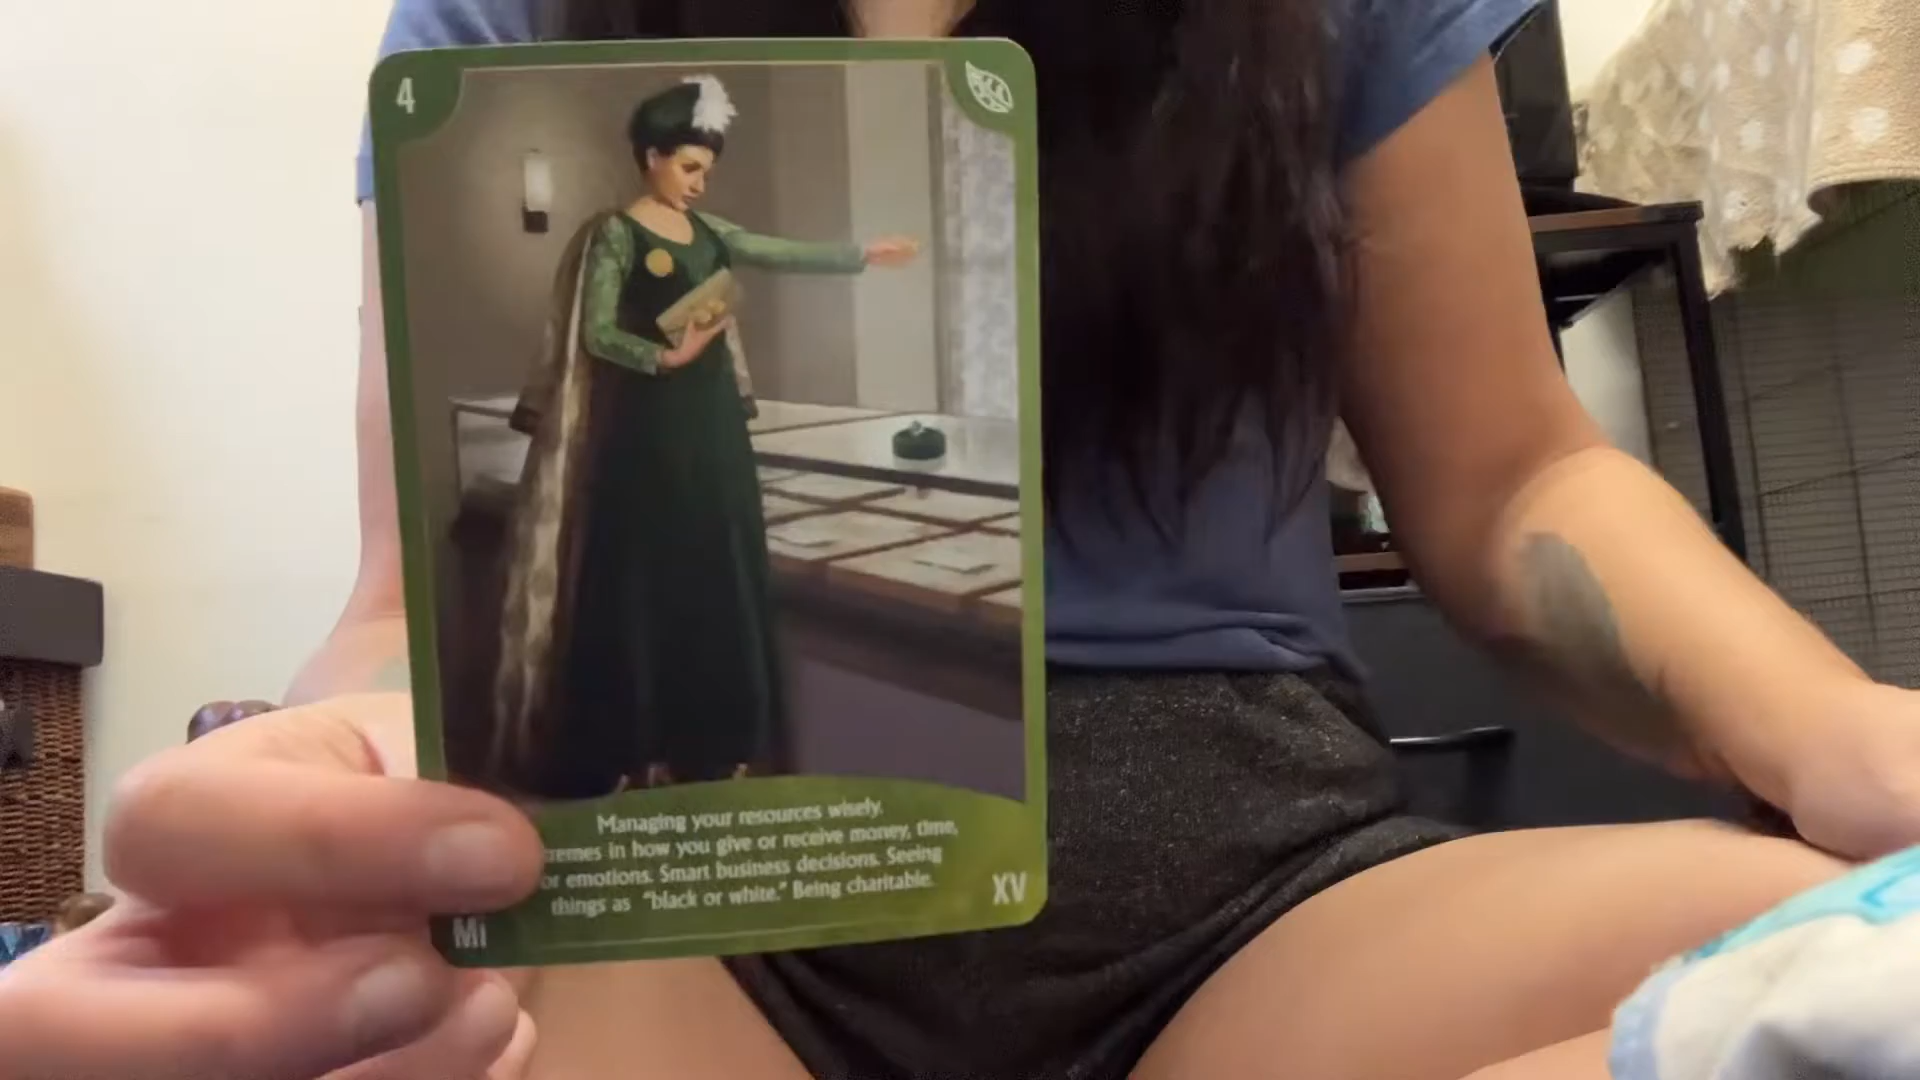 4
Managing your resources wisely.
tremes in how you give or receive money, time,
or emotions. Smart business decisions. Seeing
things as "black or white." Being charitable.
XV
Mi